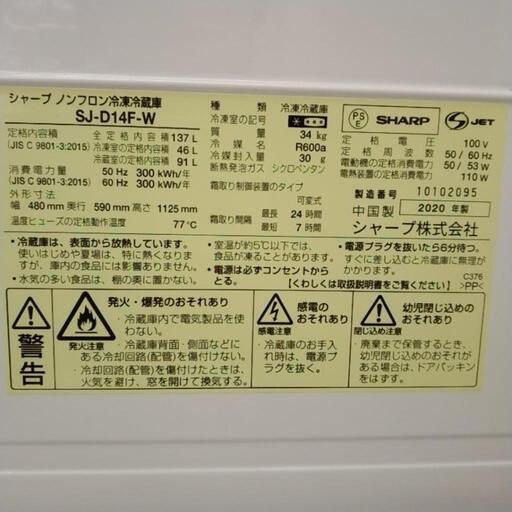 シャープ ノンフロン冷凍冷蔵庫
SJ-D14F-W
定格内容積 全定格内容積 137 L
(JIS C 9801-3:2015) 冷凍室の定格内容積 46 L
冷蔵室の定格内容積 91 L
消費電力量 50 Hz 300 kWh/年
(JIS C 9801-3:2015) 60 Hz 300 kWh/年
外形寸法
幅 480 mm 奥行 590 mm 高さ 1125 mm
温度ヒューズの定格動作温度 77℃
種類 冷凍冷蔵庫
冷凍室の記号
質量 34 kg
冷媒名 R600a
冷媒封入量 30 g
断熱発泡ガス シクロペンタン
霜取り制御装置のタイプ
可変式
霜取り間隔 最長 24 時間
最短 7 時間
PSE SHARP S JET
定格電圧 100 V
定格周波数 50 / 60 Hz
電動機の定格消費電力 50 / 53 W
電熱装置の定格消費電力 110 W
製造番号 10102095
中国製 2020 年製
シャープ株式会社
・冷蔵庫は、表面から放熱しています。
使いはじめや夏場は、特に熱くなりま
すが、庫内の食品には影響ありません。
・水気の多い食品は、棚の奥に置かない。
・室温が約5℃以下では、
食品が凍ることがあります。
・電源は必ずコンセントから
とる。
・電源プラグを抜いたら6分待つ。
すぐに差し込むと冷蔵庫に無理が
かかります。
【くわしくは取扱説明書をご覧ください】
C376
>PP<
警告
発火注意
発火・爆発のおそれあり
・冷蔵庫内で電気製品を使
わない。
・冷蔵庫背面・側面などに
ある冷却回路(配管)を傷付けない。
・冷却回路(配管)を傷付けたときは、
火気を避け、窓を開けて換気する。
感電注意
感電の
おそれあり
・冷蔵庫のお手入
れ時は、電源プ
ラグを抜く。
閉じ込め注意
幼児閉じ込めの
おそれあり
・廃棄まで保管するとき、
幼児閉じ込めのおそれが
ある場合は、ドアパッキン
をはずす。